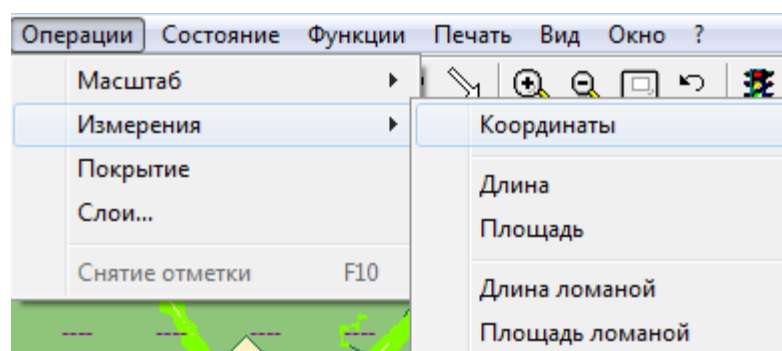 Операции Состояние Функции Печать Вид Окно ?
Масштаб
Измерения
Покрытие
Слои...
Снятие отметки F10
Координаты
Длина
Площадь
Длина ломаной
Площадь ломаной